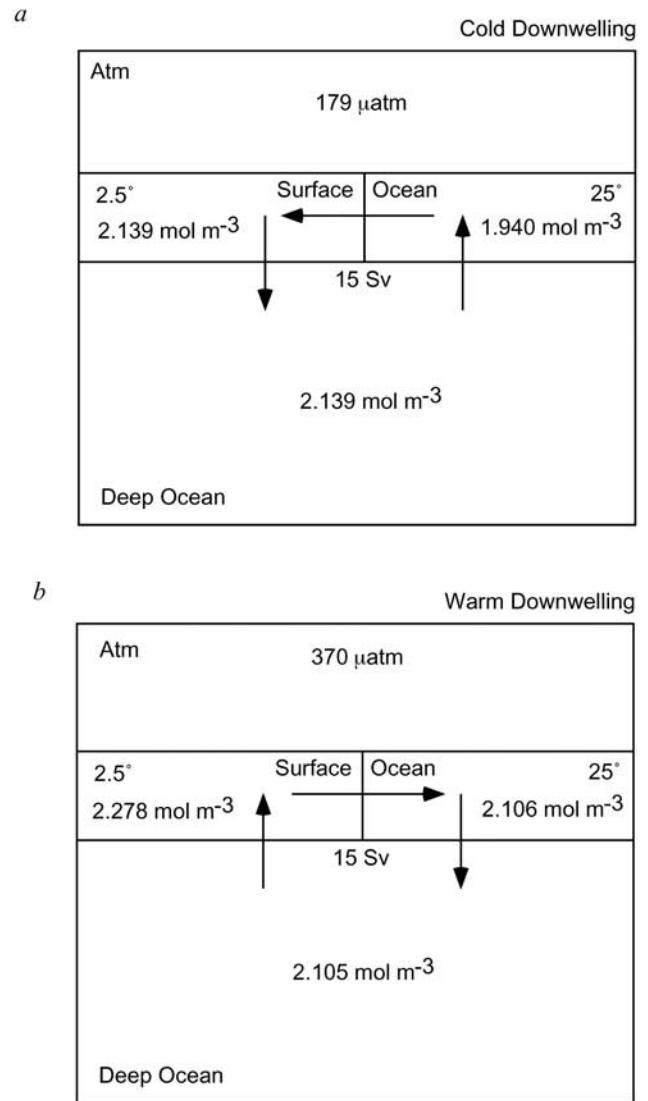 a
Cold Downwelling
Atm
179 μatm
2.5° Surface Ocean 25°
2.139 mol m-3 1.940 mol m-3
15 Sv
2.139 mol m-3
Deep Ocean
b
Warm Downwelling
Atm 370 μatm
2.5° Surface Ocean 25°
2.278 mol m-3 2.106 mol m-3
15 Sv
2.105 mol m-3
Deep Ocean